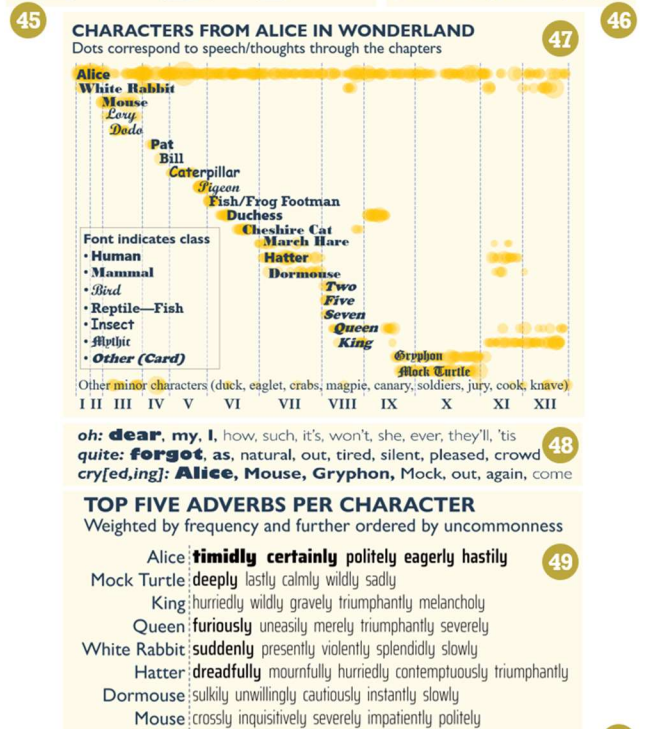 45
46
47
CHARACTERS FROM ALICE IN WONDERLAND
Dots correspond to speech/thoughts through the chapters
Alice
White Rabbit
Mouse
Lory
Dodo
Pat
Bill
Caterpillar
Pigeon
Fish/Frog Footman
Duchess
Cheshire Cat
March Hare
Hatter
Dormouse
Two
Five
Seven
Queen
King
Gryphon
Mock Turtle
Font indicates class
• Human
• Mammal
• Bird
• Reptile—Fish
• Insect
• Mythic
• Other (Card)
Other minor characters (duck, eaglet, crabs, magpie, canary, soldiers, jury, cook, knave)
I II III IV V VI VII VIII IX X XI XII
48
oh: dear, my, I, how, such, it's, won't, she, ever, they'll, 'tis
quite: forgot, as, natural, out, tired, silent, pleased, crowd
cry[ed,ing]: Alice, Mouse, Gryphon, Mock, out, again, come
TOP FIVE ADVERBS PER CHARACTER
Weighted by frequency and further ordered by uncommonness
49
Alice timidly certainly politely eagerly hastily
Mock Turtle deeply lastly calmly wildly sadly
King hurriedly wildly gravely triumphantly melancholy
Queen furiously uneasily merely triumphantly severely
White Rabbit suddenly presently violently splendidly slowly
Hatter dreadfully mournfully hurriedly contemptuously triumphantly
Dormouse sulkily unwillingly cautiously instantly slowly
Mouse crossly inquisitively severely impatiently politely